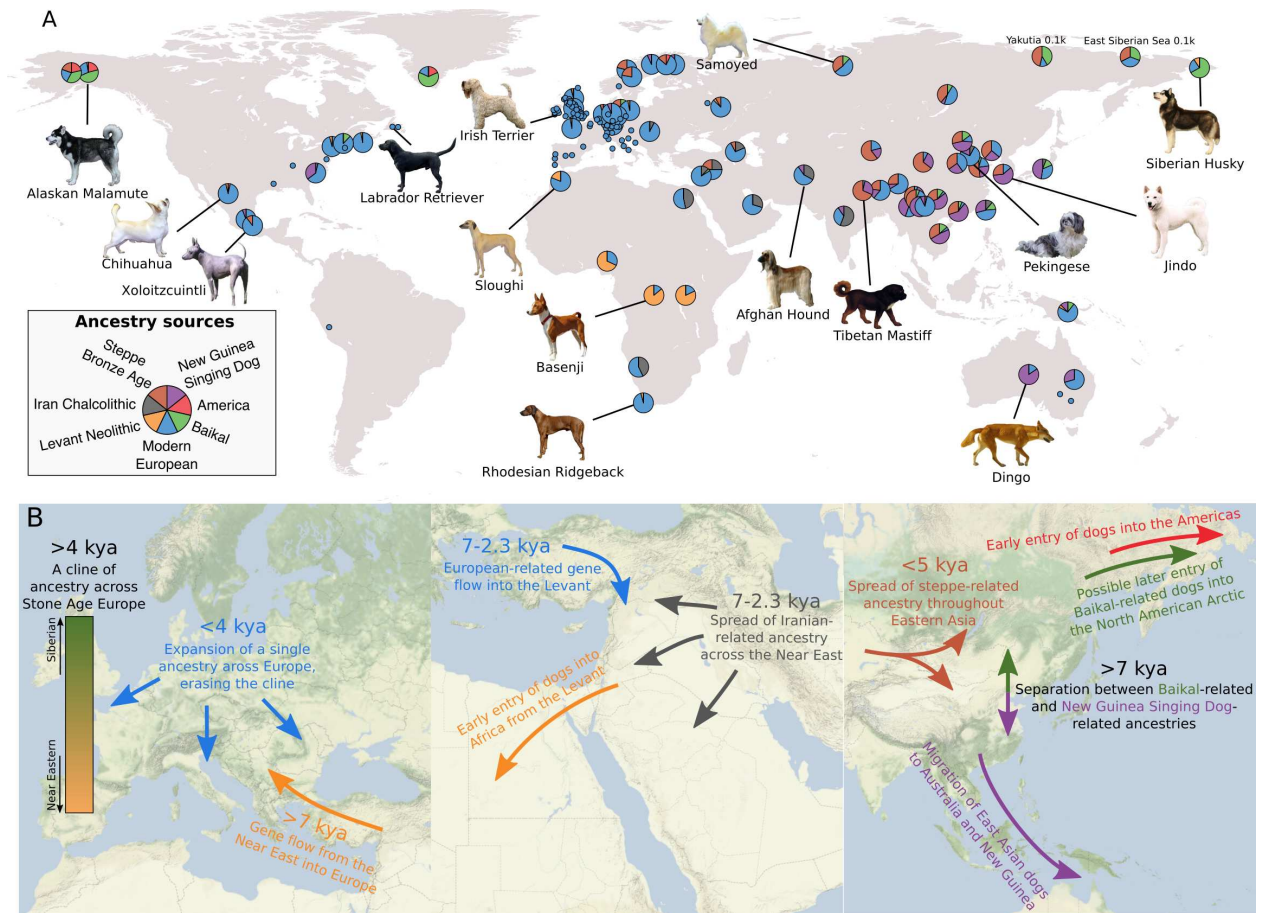 A
Samoyed
Yakutia 0.1k
East Siberian Sea 0.1k
Irish Terrier
Siberian Husky
Alaskan Malamute
Labrador Retriever
Chihuahua
Xoloitzcuintli
Sloughi
Pekingese
Jindo
Afghan Hound
Tibetan Mastiff
Basenji
Rhodesian Ridgeback
Dingo
Ancestry sources
Steppe
Bronze Age
New Guinea
Singing Dog
Iran Chalcolithic
America
Levant Neolithic
Baikal
Modern
European
B
>4 kya
A cline of
ancestry across
Stone Age Europe
Siberian
Near Eastern
<4 kya
Expansion of a single
ancestry aross Europe,
erasing the cline
>7 kya
Gene flow from the
Near East into Europe
7-2.3 kya
European-related gene
flow into the Levant
7-2.3 kya
Spread of Iranian-
related ancestry
across the Near East
Early entry of dogs into
Africa from the Levant
Early entry of dogs into the Americas
<5 kya
Spread of steppe-related
ancestry throughout
Eastern Asia
Possible later entry of
Baikal-related dogs into
the North American Arctic
>7 kya
Separation between Baikal-related
and New Guinea Singing Dog-
related ancestries
Migration of East Asian dogs
to Australia and New Guinea